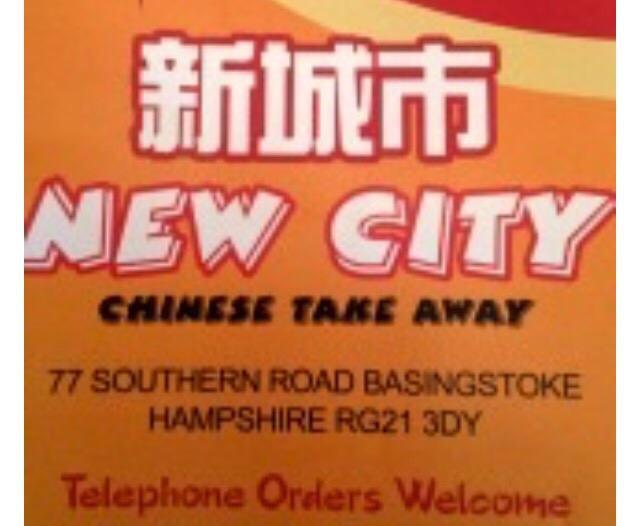 新城市
NEW CITY
CHINESE TAKE AWAY
77 SOUTHERN ROAD BASINGSTOKE
HAMPSHIRE RG21 3DY
Telephone Orders Welcome